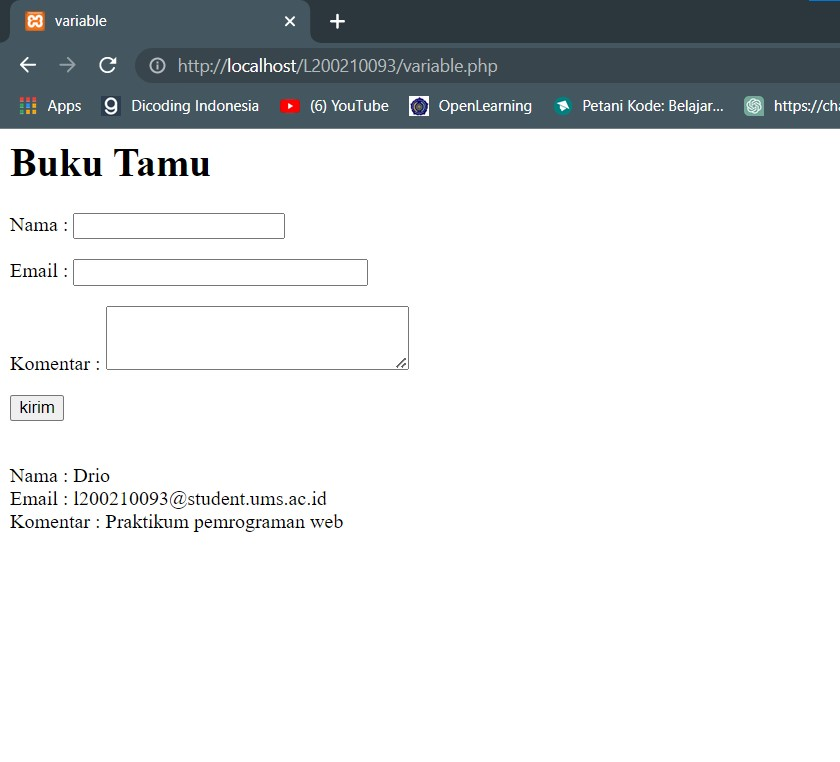 variable
http://localhost/L200210093/variable.php
Apps Dicoding Indonesia (6) YouTube OpenLearning Petani Kode: Belajar... https://cha
Buku Tamu
Nama :
Email :
Komentar :
kirim
Nama : Drio
Email : l200210093@student.ums.ac.id
Komentar : Praktikum pemrograman web